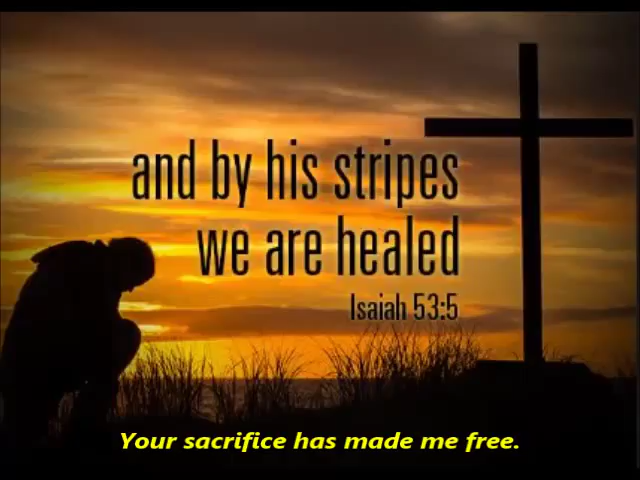 and by his stripes
we are healed
Isaiah 53:5
Your sacrifice has made me free.